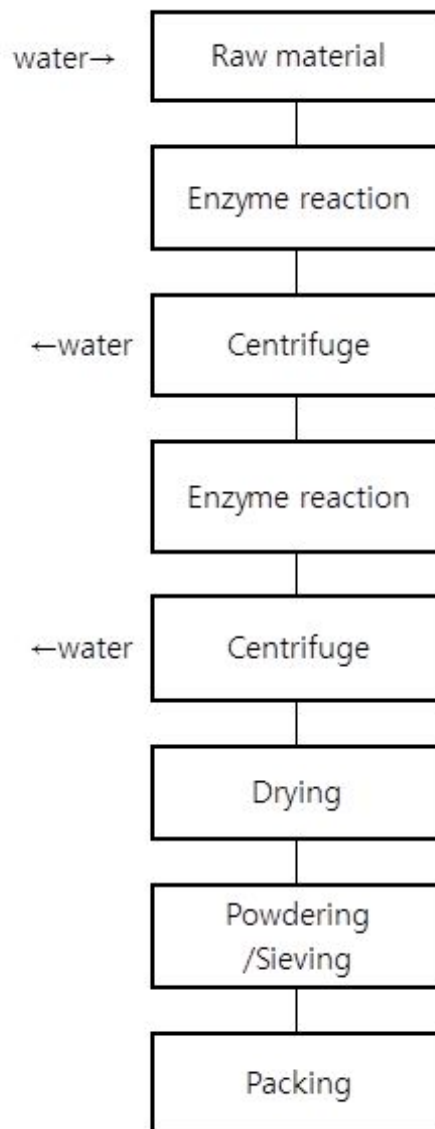 water→ Raw material
Enzyme reaction
←water Centrifuge
Enzyme reaction
←water Centrifuge
Drying
Powdering
/Sieving
Packing